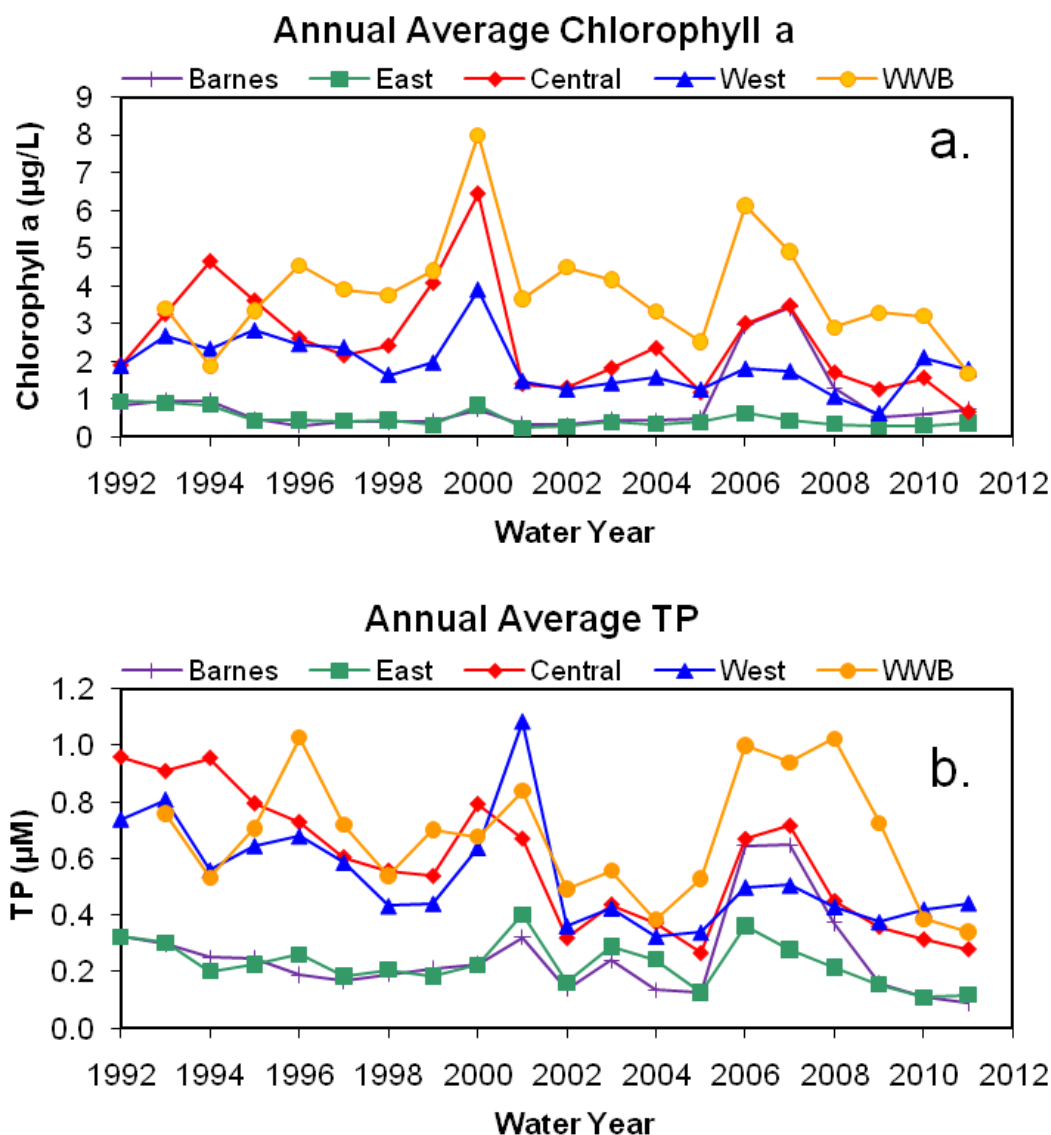 Annual Average Chlorophyll a
Barnes East Central West WWB
9
8
7
6
5
4
3
2
1
0
Chlorophyll a (µg/L)
a.
1992 1994 1996 1998 2000 2002 2004 2006 2008 2010 2012
Water Year
Annual Average TP
Barnes East Central West WWB
1.2
1.0
0.8
0.6
0.4
0.2
0.0
TP (µM)
b.
1992 1994 1996 1998 2000 2002 2004 2006 2008 2010 2012
Water Year